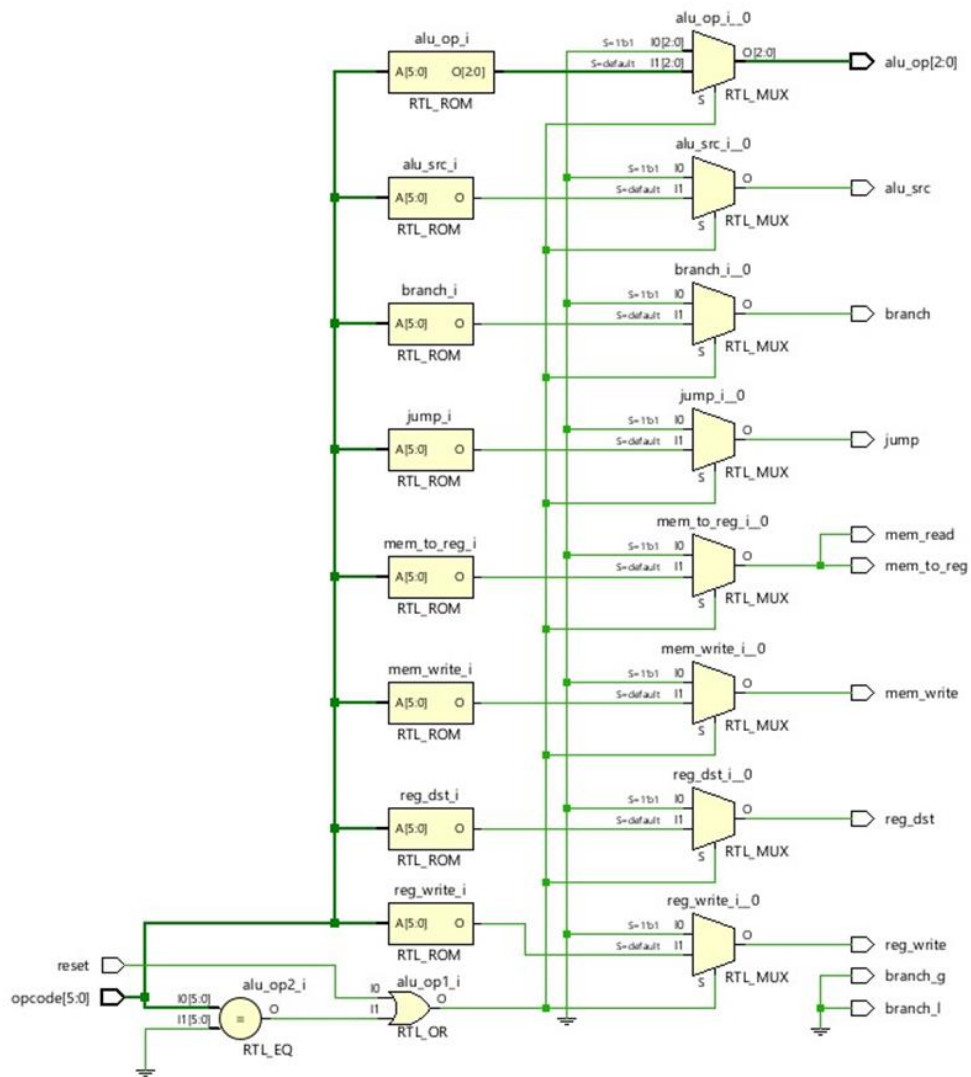 alu_op_i__0
alu_op_i
S=1'b1 I0[2:0] O[2:0]
A[5:0] O[2:0] S=default I1[2:0] alu_op[2:0]
RTL_ROM S RTL_MUX
alu_src_i__0
alu_src_i
S=1'b1 I0 O
A[5:0] O S=default I1 alu_src
RTL_ROM S RTL_MUX
branch_i__0
branch_i
S=1'b1 I0 O
A[5:0] O S=default I1 branch
RTL_ROM S RTL_MUX
jump_i__0
jump_i
S=1'b1 I0 O
A[5:0] O S=default I1 jump
RTL_ROM S RTL_MUX
mem_to_reg_i__0
mem_read
mem_to_reg_i
S=1'b1 I0 O
A[5:0] O S=default I1 mem_to_reg
RTL_ROM S RTL_MUX
mem_write_i__0
mem_write_i
S=1'b1 I0 O
A[5:0] O S=default I1 mem_write
RTL_ROM S RTL_MUX
reg_dst_i__0
reg_dst_i
S=1'b1 I0 O
A[5:0] O S=default I1 reg_dst
RTL_ROM S RTL_MUX
reg_write_i reg_write_i__0
A[5:0] O S=1'b1 I0 O
S=default I1 reg_write
RTL_ROM S RTL_MUX
reset branch_g
alu_op2_i alu_op1_i
opcode[5:0] I0[5:0] O I0 O
I1[5:0] = I1 branch_l
RTL_EQ RTL_OR